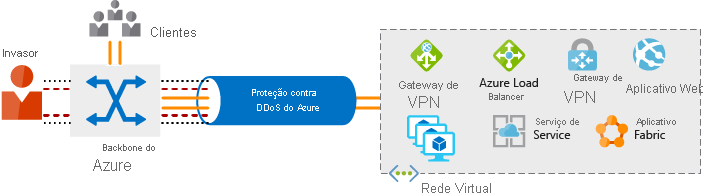 Clientes
Invasor
Backbone do
Azure
Proteção contra
DDoS do Azure
Gateway de
VPN
Azure Load
Balancer
Gateway de
VPN
Aplicativo Web
Serviço de
Service
Aplicativo
Fabric
Rede Virtual